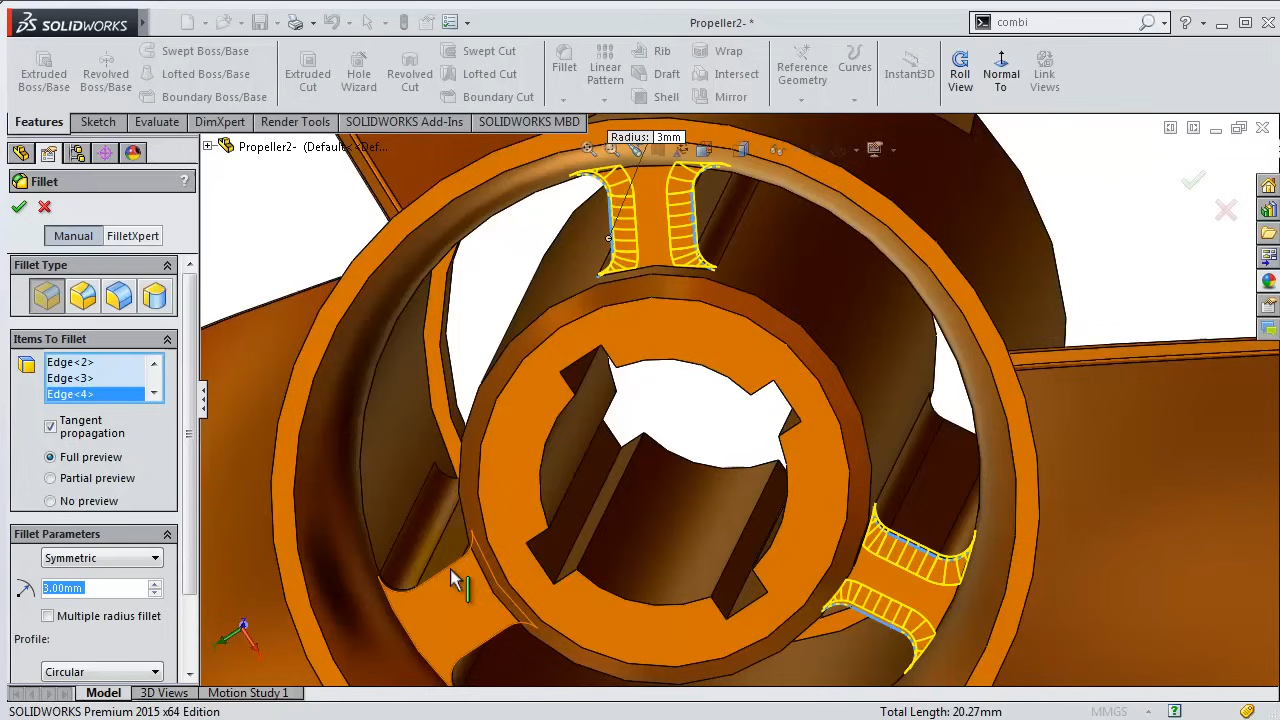 SOLIDWORKS
Propeller2- *
combi
Extruded Boss/Base
Revolved Boss/Base
Swept Boss/Base
Lofted Boss/Base
Boundary Boss/Base
Extruded Cut
Hole Wizard
Revolved Cut
Swept Cut
Lofted Cut
Boundary Cut
Fillet
Linear Pattern
Rib
Draft
Shell
Wrap
Intersect
Mirror
Reference Geometry
Curves
Instant3D
Roll View
Normal To
Link Views
Features
Sketch
Evaluate
DimXpert
Render Tools
SOLIDWORKS Add-Ins
SOLIDWORKS MBD
Radius: 3mm
Propeller2- (Default<<Def...
Fillet
?
Manual
FilletXpert
Fillet Type
Items To Fillet
Edge<2>
Edge<3>
Edge<4>
Tangent
propagation
Full preview
Partial preview
No preview
Fillet Parameters
Symmetric
3.00mm
Multiple radius fillet
Profile:
Circular
Model
3D Views
Motion Study 1
SOLIDWORKS Premium 2015 x64 Edition
Total Length: 20.27mm
MMGS